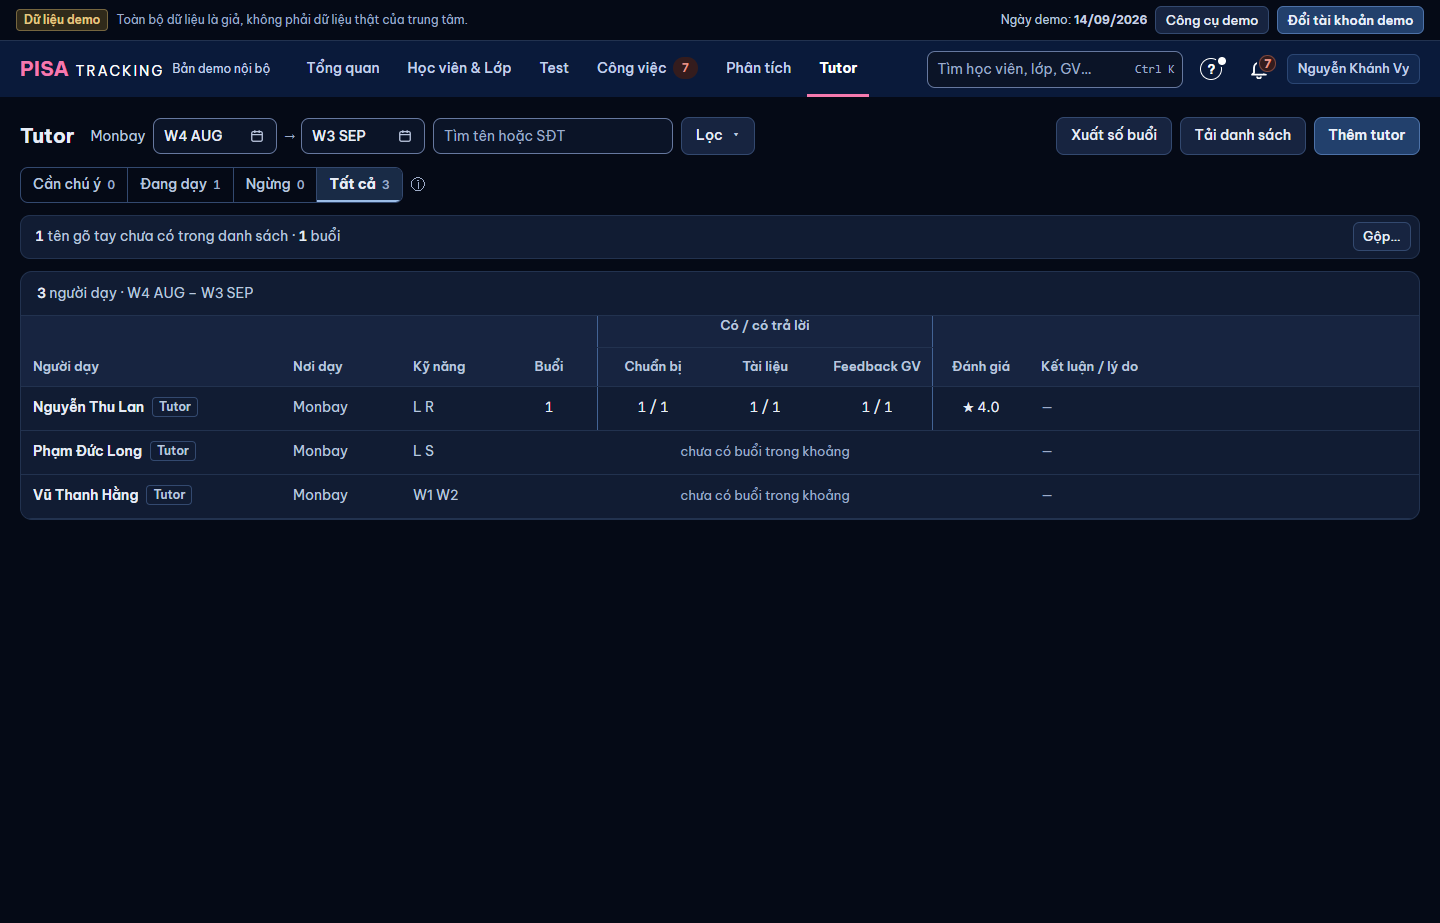 Dữ liệu demo Toàn bộ dữ liệu là giả, không phải dữ liệu thật của trung tâm. Ngày demo: 14/09/2026 Công cụ demo Đổi tài khoản demo
PISA TRACKING Bản demo nội bộ Tổng quan Học viên & Lớp Test Công việc 7 Phân tích Tutor Tìm học viên, lớp, GV... Ctrl K ? 7 Nguyễn Khánh Vy
Tutor Monbay W4 AUG → W3 SEP Tìm tên hoặc SĐT Lọc Xuất số buổi Tải danh sách Thêm tutor
Cần chú ý 0 Đang dạy 1 Ngừng 0 Tất cả 3 ⓘ
1 tên gõ tay chưa có trong danh sách · 1 buổi Gộp...
3 người dạy · W4 AUG – W3 SEP
Có / có trả lời
Người dạy Nơi dạy Kỹ năng Buổi Chuẩn bị Tài liệu Feedback GV Đánh giá Kết luận / lý do
Nguyễn Thu Lan Tutor Monbay L R 1 1 / 1 1 / 1 1 / 1 ★ 4.0 —
Phạm Đức Long Tutor Monbay L S chưa có buổi trong khoảng —
Vũ Thanh Hằng Tutor Monbay W1 W2 chưa có buổi trong khoảng —